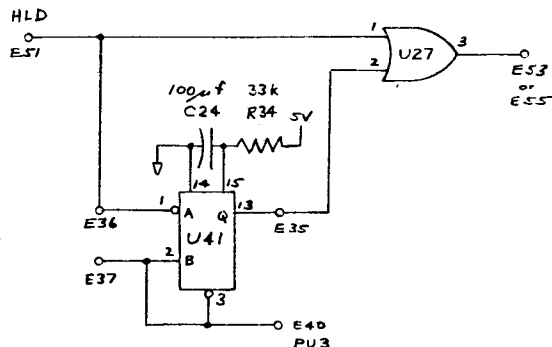 HLD
E51
1
2
U27
3
E53
or
E55
100µf
C24
33k
R34
5V
14
15
1
A
Q
13
E36
E35
U41
E37
2
B
3
E40
PU3